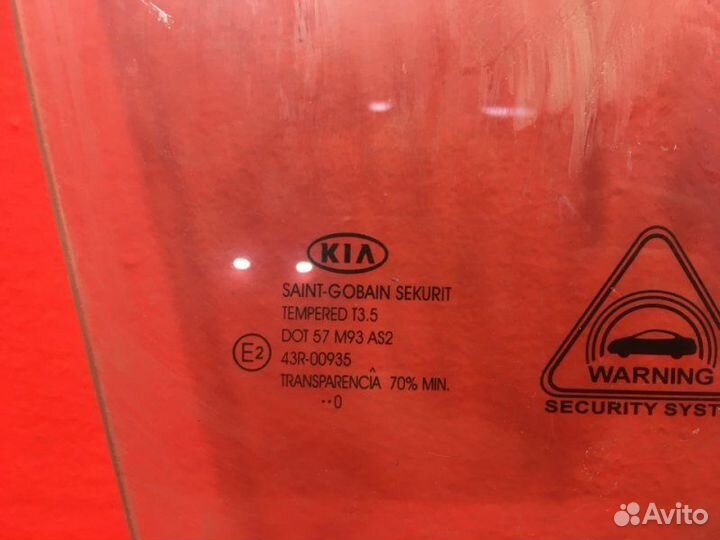 KIA
SAINT-GOBAIN SEKURIT
TEMPERED T3.5
DOT 57 M93 AS2
E2
43R-00935
TRANSPARENCÂ 70% MIN.
··0
WARNING
SECURITY SYST
Avito